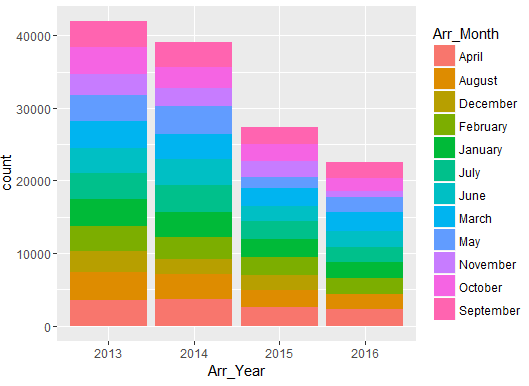 40000
30000
20000
10000
0
count
2013
2014
2015
2016
Arr_Year
Arr_Month
April
August
December
February
January
July
June
March
May
November
October
September